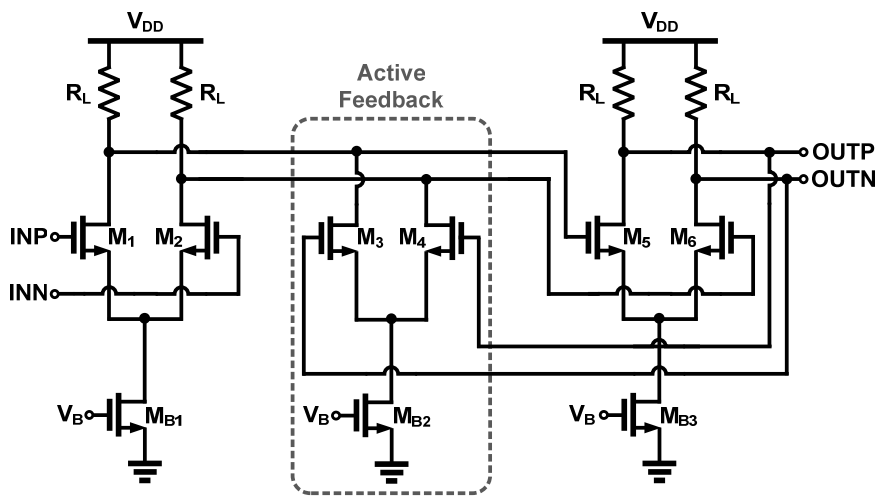 VDD
VDD
RL
RL
Active
Feedback
RL
RL
OUTP
OUTN
INP
M1
M2
M3
M4
M5
M6
INN
VB
MB1
VB
MB2
VB
MB3